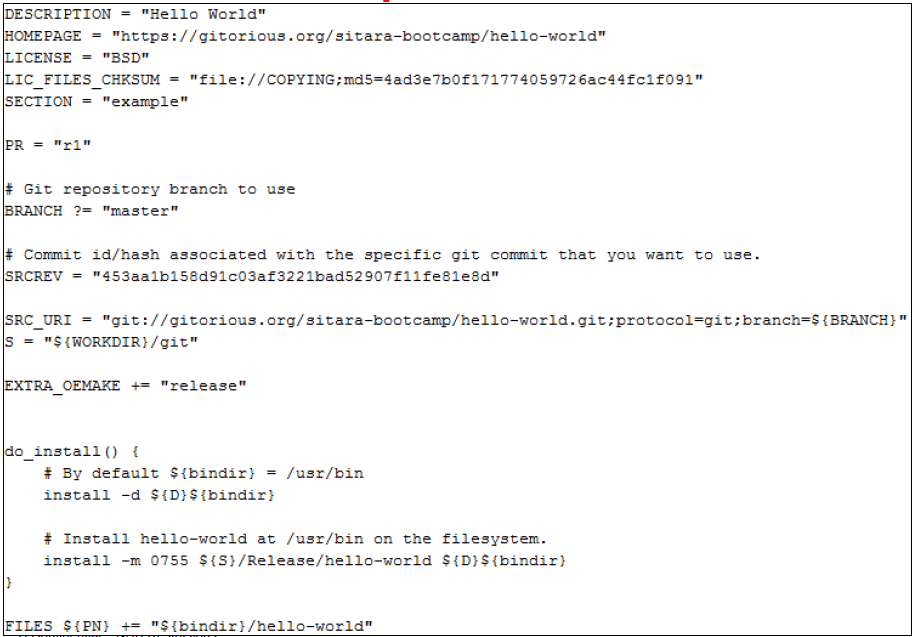 DESCRIPTION = "Hello World"
HOMEPAGE = "https://gitorious.org/sitara-bootcamp/hello-world"
LICENSE = "BSD"
LIC_FILES_CHKSUM = "file://COPYING;md5=4ad3e7b0f171774059726ac44fc1f091"
SECTION = "example"

PR = "r1"

# Git repository branch to use
BRANCH ?= "master"

# Commit id/hash associated with the specific git commit that you want to use.
SRCREV = "453aa1b158d91c03af3221bad52907f11fe81e8d"

SRC_URI = "git://gitorious.org/sitara-bootcamp/hello-world.git;protocol=git;branch=${BRANCH}"
S = "${WORKDIR}/git"

EXTRA_OEMAKE += "release"


do_install() {
    # By default ${bindir} = /usr/bin
    install -d ${D}${bindir}

    # Install hello-world at /usr/bin on the filesystem.
    install -m 0755 ${S}/Release/hello-world ${D}${bindir}
}

FILES_${PN} += "${bindir}/hello-world"